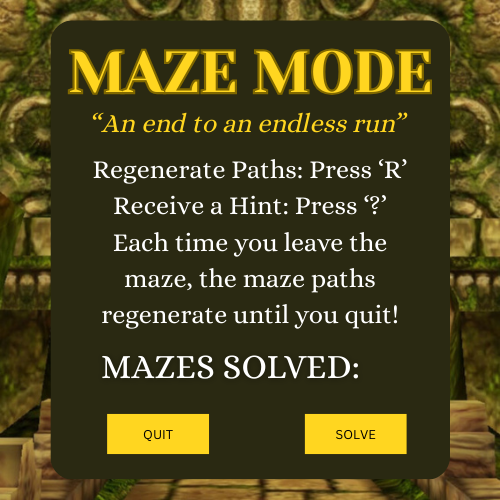 MAZE MODE
“An end to an endless run”
Regenerate Paths: Press ‘R’
Receive a Hint: Press ‘?’
Each time you leave the
maze, the maze paths
regenerate until you quit!
MAZES SOLVED:
QUIT
SOLVE